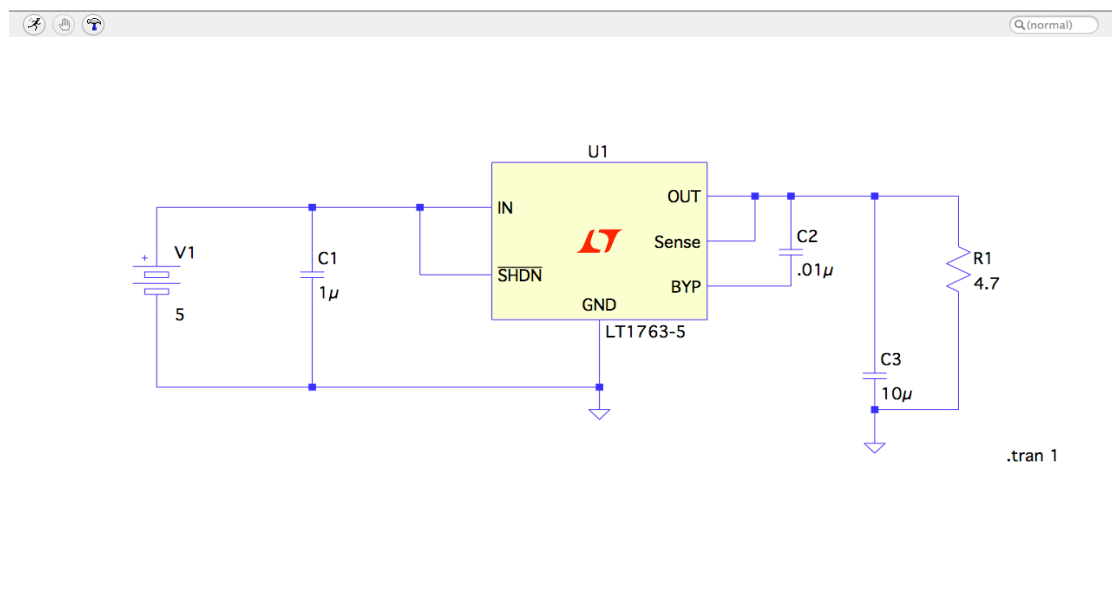 (normal)
U1
IN
OUT
V1
+
5
C1
1µ
SHDN
Sense
BYP
GND
LT1763-5
C2
.01µ
R1
4.7
C3
10µ
.tran 1